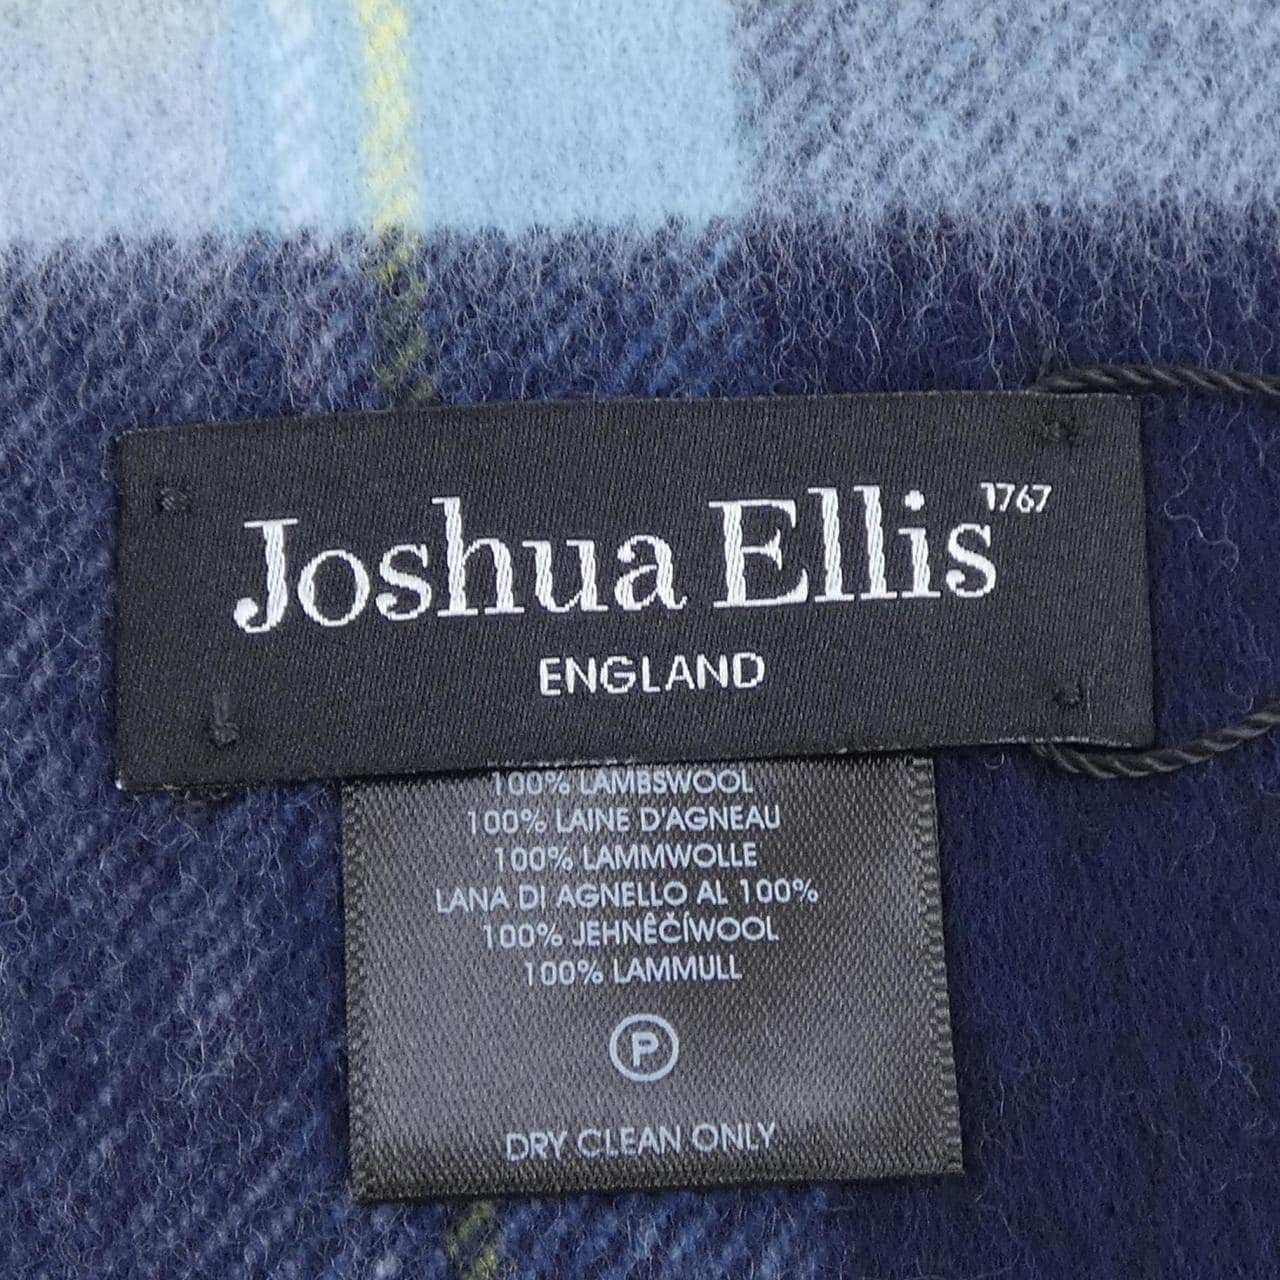 Joshua Ellis 1767
ENGLAND
100% LAMBSWOOL
100% LAINE D'AGNEAU
100% LAMMWOLLE
LANA DI AGNELLO AL 100%
100% JEHNÊČÍWOOL
100% LAMMULL
P
DRY CLEAN ONLY